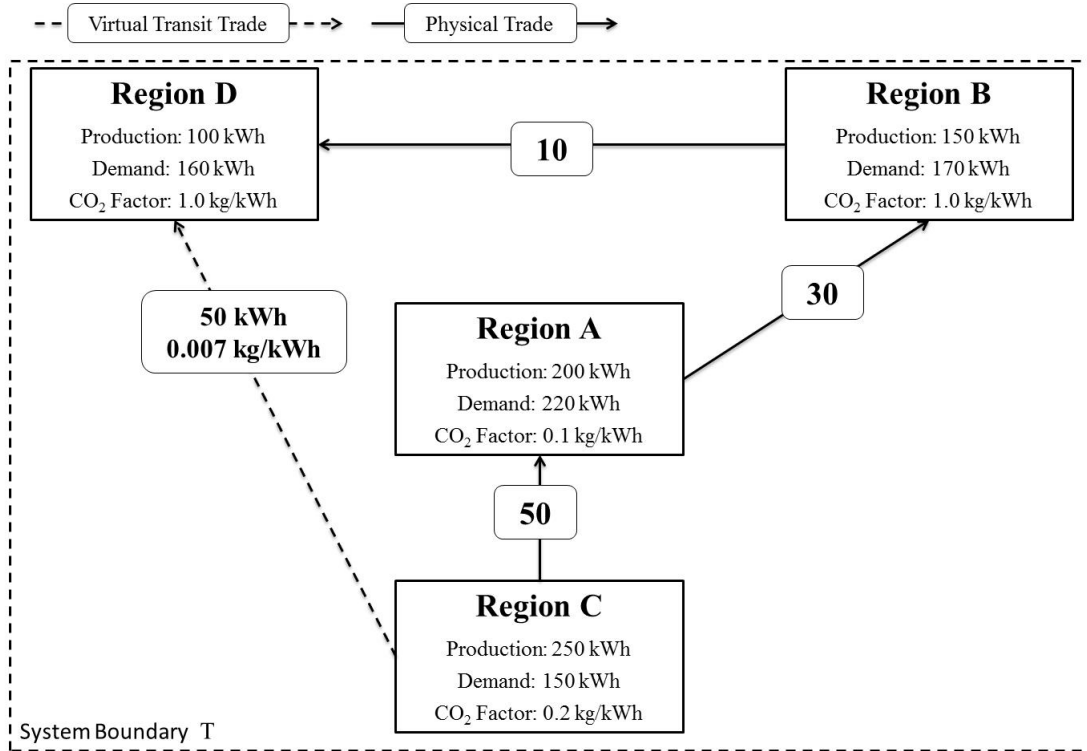 Virtual Transit Trade
Physical Trade
Region D
Production: 100 kWh
Demand: 160 kWh
CO₂ Factor: 1.0 kg/kWh
10
Region B
Production: 150 kWh
Demand: 170 kWh
CO₂ Factor: 1.0 kg/kWh
50 kWh
0.007 kg/kWh
30
Region A
Production: 200 kWh
Demand: 220 kWh
CO₂ Factor: 0.1 kg/kWh
50
Region C
Production: 250 kWh
Demand: 150 kWh
CO₂ Factor: 0.2 kg/kWh
System Boundary T